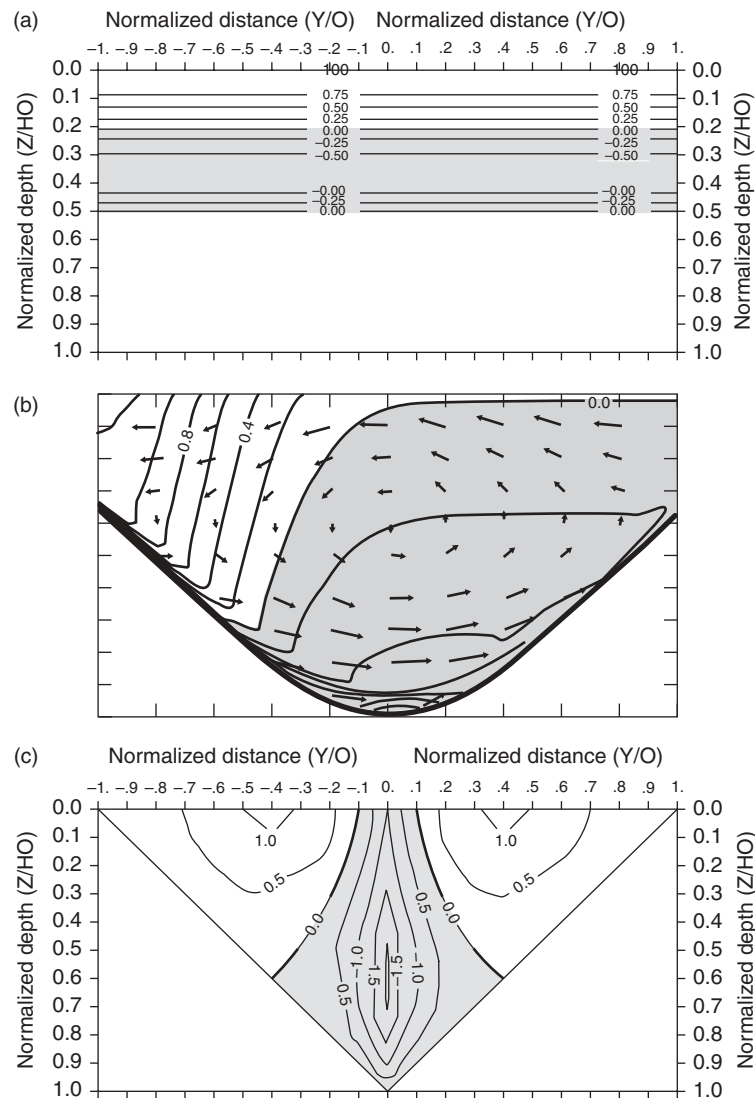 (a)
Normalized distance (Y/O) Normalized distance (Y/O)
-1. -.9 -.8 -.7 -.6 -.5 -.4 -.3 -.2 -.1 0. .1 .2 .3 .4 .5 .6 .7 .8 .9 1.
Normalized depth (Z/HO)
0.0 100 100 0.0
0.1 0.75 0.75 0.1
0.50 0.50
0.2 0.25 0.25 0.2
0.00 0.00
0.3 -0.25 -0.25 0.3
-0.50 -0.50
0.4 -0.00 -0.00 0.4
-0.25 -0.25
0.5 0.00 0.00 0.5
0.6 0.6
0.7 0.7
0.8 0.8
0.9 0.9
1.0 1.0
Normalized depth (Z/HO)
(b)
0.8 0.4 0.0
(c)
Normalized distance (Y/O) Normalized distance (Y/O)
-1. -.9 -.8 -.7 -.6 -.5 -.4 -.3 -.2 -.1 0. .1 .2 .3 .4 .5 .6 .7 .8 .9 1.
Normalized depth (Z/HO)
0.0 0.0
0.1 1.0 1.0 0.1
0.2 0.2
0.3 0.5 0.5 0.5 0.3
0.4 0.0 0.0 0.4
0.5 -1.0 -1.5 -1.0 0.5
0.6 0.5 1.5 0.6
0.7 0.7
0.8 0.8
0.9 0.9
1.0 1.0
Normalized depth (Z/HO)